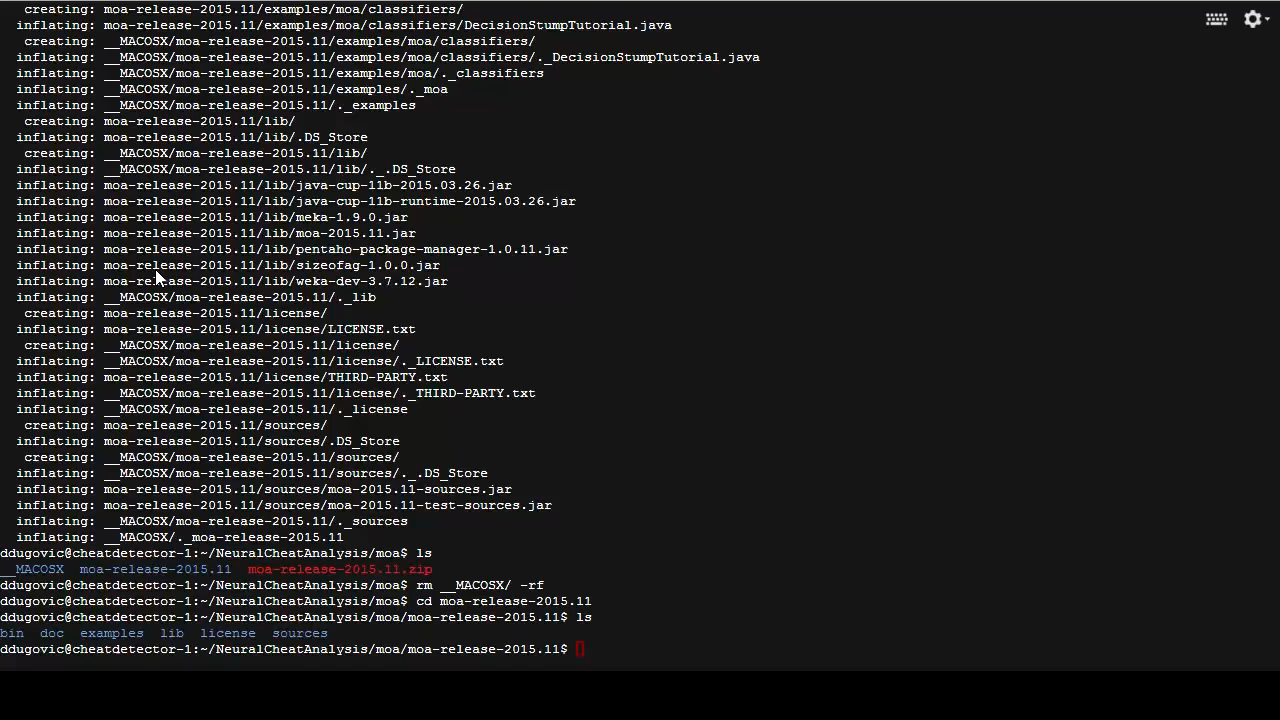 creating: moa-release-2015.11/examples/moa/classifiers/
inflating: moa-release-2015.11/examples/moa/classifiers/DecisionStumpTutorial.java
creating: __MACOSX/moa-release-2015.11/examples/moa/classifiers/
inflating: __MACOSX/moa-release-2015.11/examples/moa/classifiers/._DecisionStumpTutorial.java
inflating: __MACOSX/moa-release-2015.11/examples/moa/._classifiers
inflating: __MACOSX/moa-release-2015.11/examples/._moa
inflating: __MACOSX/moa-release-2015.11/._examples
creating: moa-release-2015.11/lib/
inflating: moa-release-2015.11/lib/.DS_Store
creating: __MACOSX/moa-release-2015.11/lib/
inflating: __MACOSX/moa-release-2015.11/lib/._.DS_Store
inflating: moa-release-2015.11/lib/java-cup-11b-2015.03.26.jar
inflating: moa-release-2015.11/lib/java-cup-11b-runtime-2015.03.26.jar
inflating: moa-release-2015.11/lib/meka-1.9.0.jar
inflating: moa-release-2015.11/lib/moa-2015.11.jar
inflating: moa-release-2015.11/lib/pentaho-package-manager-1.0.11.jar
inflating: moa-release-2015.11/lib/sizeofag-1.0.0.jar
inflating: moa-release-2015.11/lib/weka-dev-3.7.12.jar
inflating: __MACOSX/moa-release-2015.11/._lib
creating: moa-release-2015.11/license/
inflating: moa-release-2015.11/license/LICENSE.txt
creating: __MACOSX/moa-release-2015.11/license/
inflating: __MACOSX/moa-release-2015.11/license/._LICENSE.txt
inflating: moa-release-2015.11/license/THIRD-PARTY.txt
inflating: __MACOSX/moa-release-2015.11/license/._THIRD-PARTY.txt
inflating: __MACOSX/moa-release-2015.11/._license
creating: moa-release-2015.11/sources/
inflating: moa-release-2015.11/sources/.DS_Store
creating: __MACOSX/moa-release-2015.11/sources/
inflating: __MACOSX/moa-release-2015.11/sources/._.DS_Store
inflating: moa-release-2015.11/sources/moa-2015.11-sources.jar
inflating: moa-release-2015.11/sources/moa-2015.11-test-sources.jar
inflating: __MACOSX/moa-release-2015.11/._sources
inflating: __MACOSX/._moa-release-2015.11
ddugovic@cheatdetector-1:~/NeuralCheatAnalysis/moa$ ls
__MACOSX  moa-release-2015.11  moa-release-2015.11.zip
ddugovic@cheatdetector-1:~/NeuralCheatAnalysis/moa$ rm __MACOSX/ -rf
ddugovic@cheatdetector-1:~/NeuralCheatAnalysis/moa$ cd moa-release-2015.11
ddugovic@cheatdetector-1:~/NeuralCheatAnalysis/moa/moa-release-2015.11$ ls
bin  doc  examples  lib  license  sources
ddugovic@cheatdetector-1:~/NeuralCheatAnalysis/moa/moa-release-2015.11$